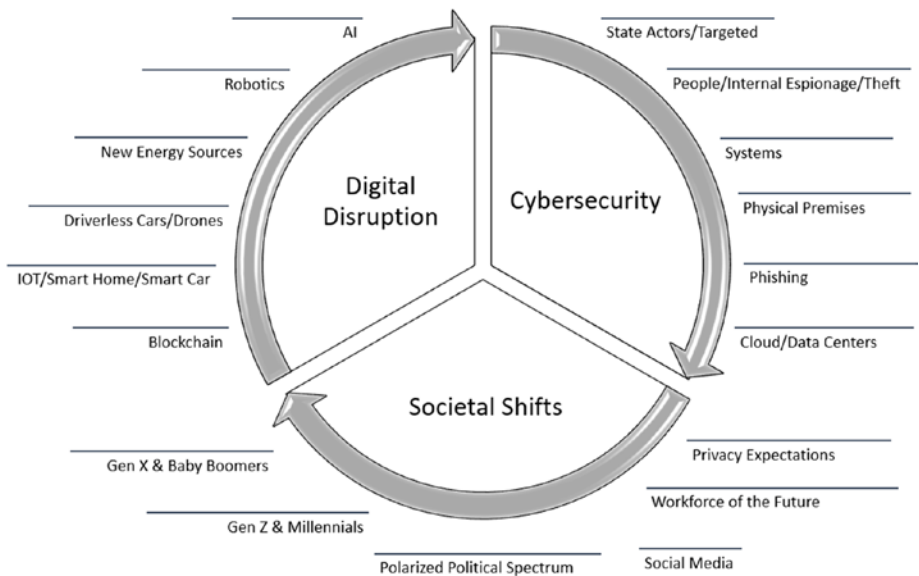 AI
Robotics
New Energy Sources
Driverless Cars/Drones
IOT/Smart Home/Smart Car
Blockchain
Digital
Disruption
Cybersecurity
State Actors/Targeted
People/Internal Espionage/Theft
Systems
Physical Premises
Phishing
Cloud/Data Centers
Societal Shifts
Privacy Expectations
Workforce of the Future
Social Media
Polarized Political Spectrum
Gen Z & Millennials
Gen X & Baby Boomers